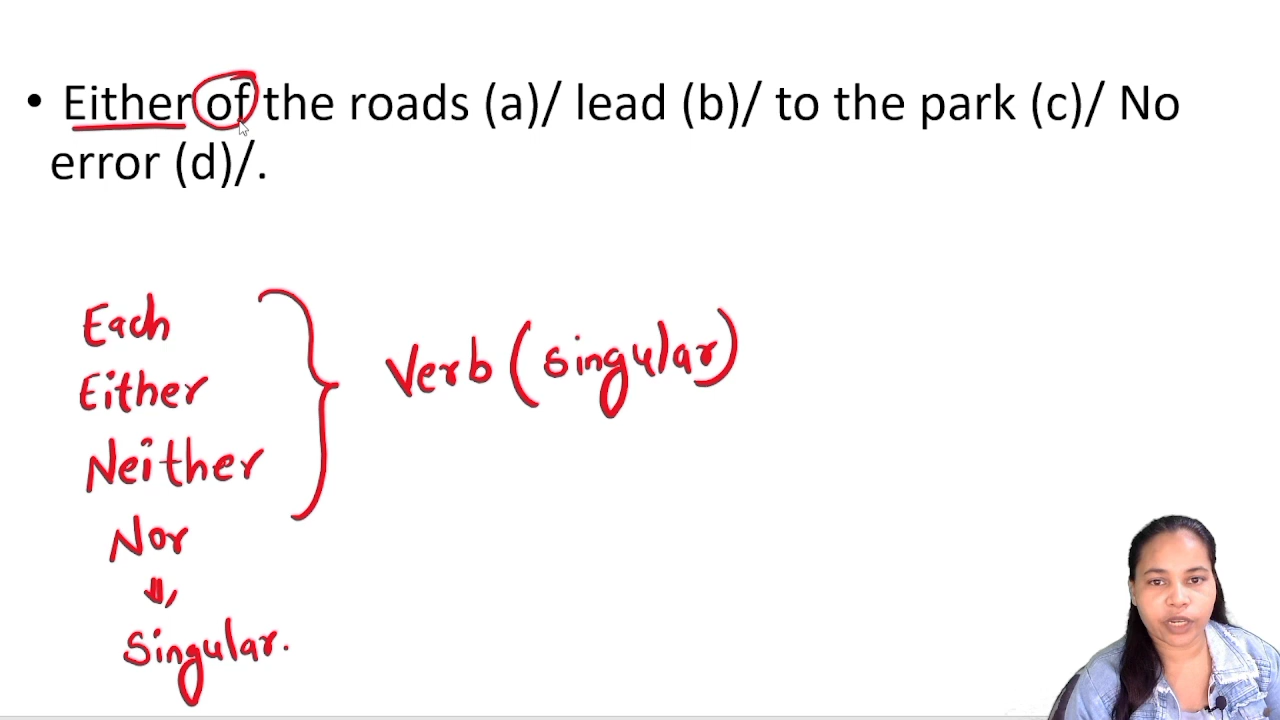 • Either of the roads (a)/ lead (b)/ to the park (c)/ No
error (d)/.
Each
Either
Neither
Verb (singular)
Nor
Singular.